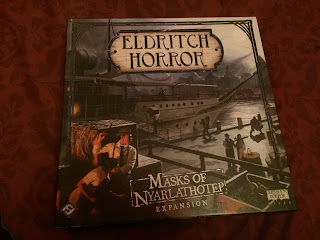 ELDRITCH
HORROR
MASKS OF
NYARLATHOTEP
EXPANSION